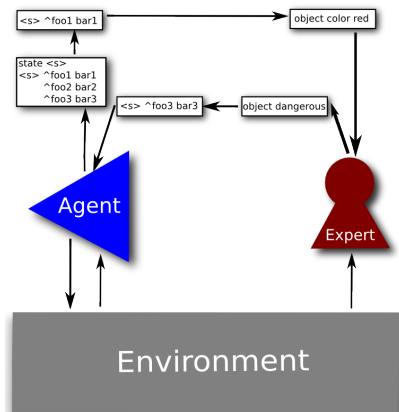 <s> ^foo1 bar1
object color red
state <s>
<s> ^foo1 bar1
^foo2 bar2
^foo3 bar3
<s> ^foo3 bar3
object dangerous
Agent
Expert
Environment